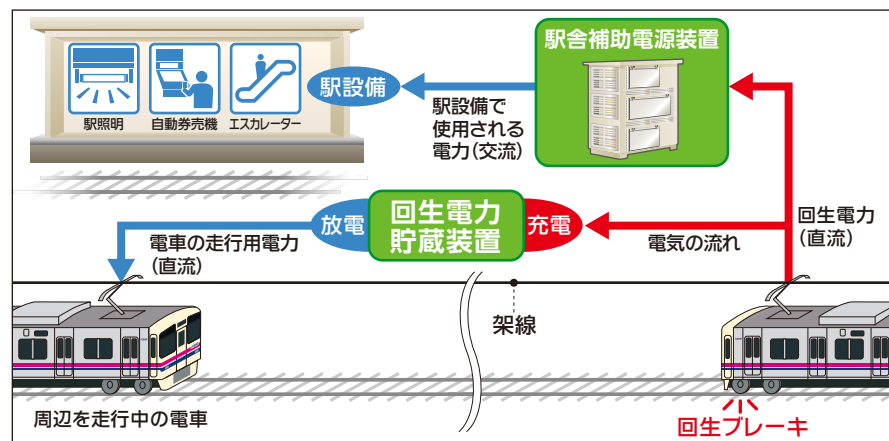 駅舎補助電源装置
駅設備
駅照明
自動券売機
エスカレーター
駅設備で
使用される
電力(交流)
回生電力
(直流)
放電
回生電力
貯蔵装置
充電
電車の走行用電力
(直流)
電気の流れ
架線
周辺を走行中の電車
回生ブレーキ